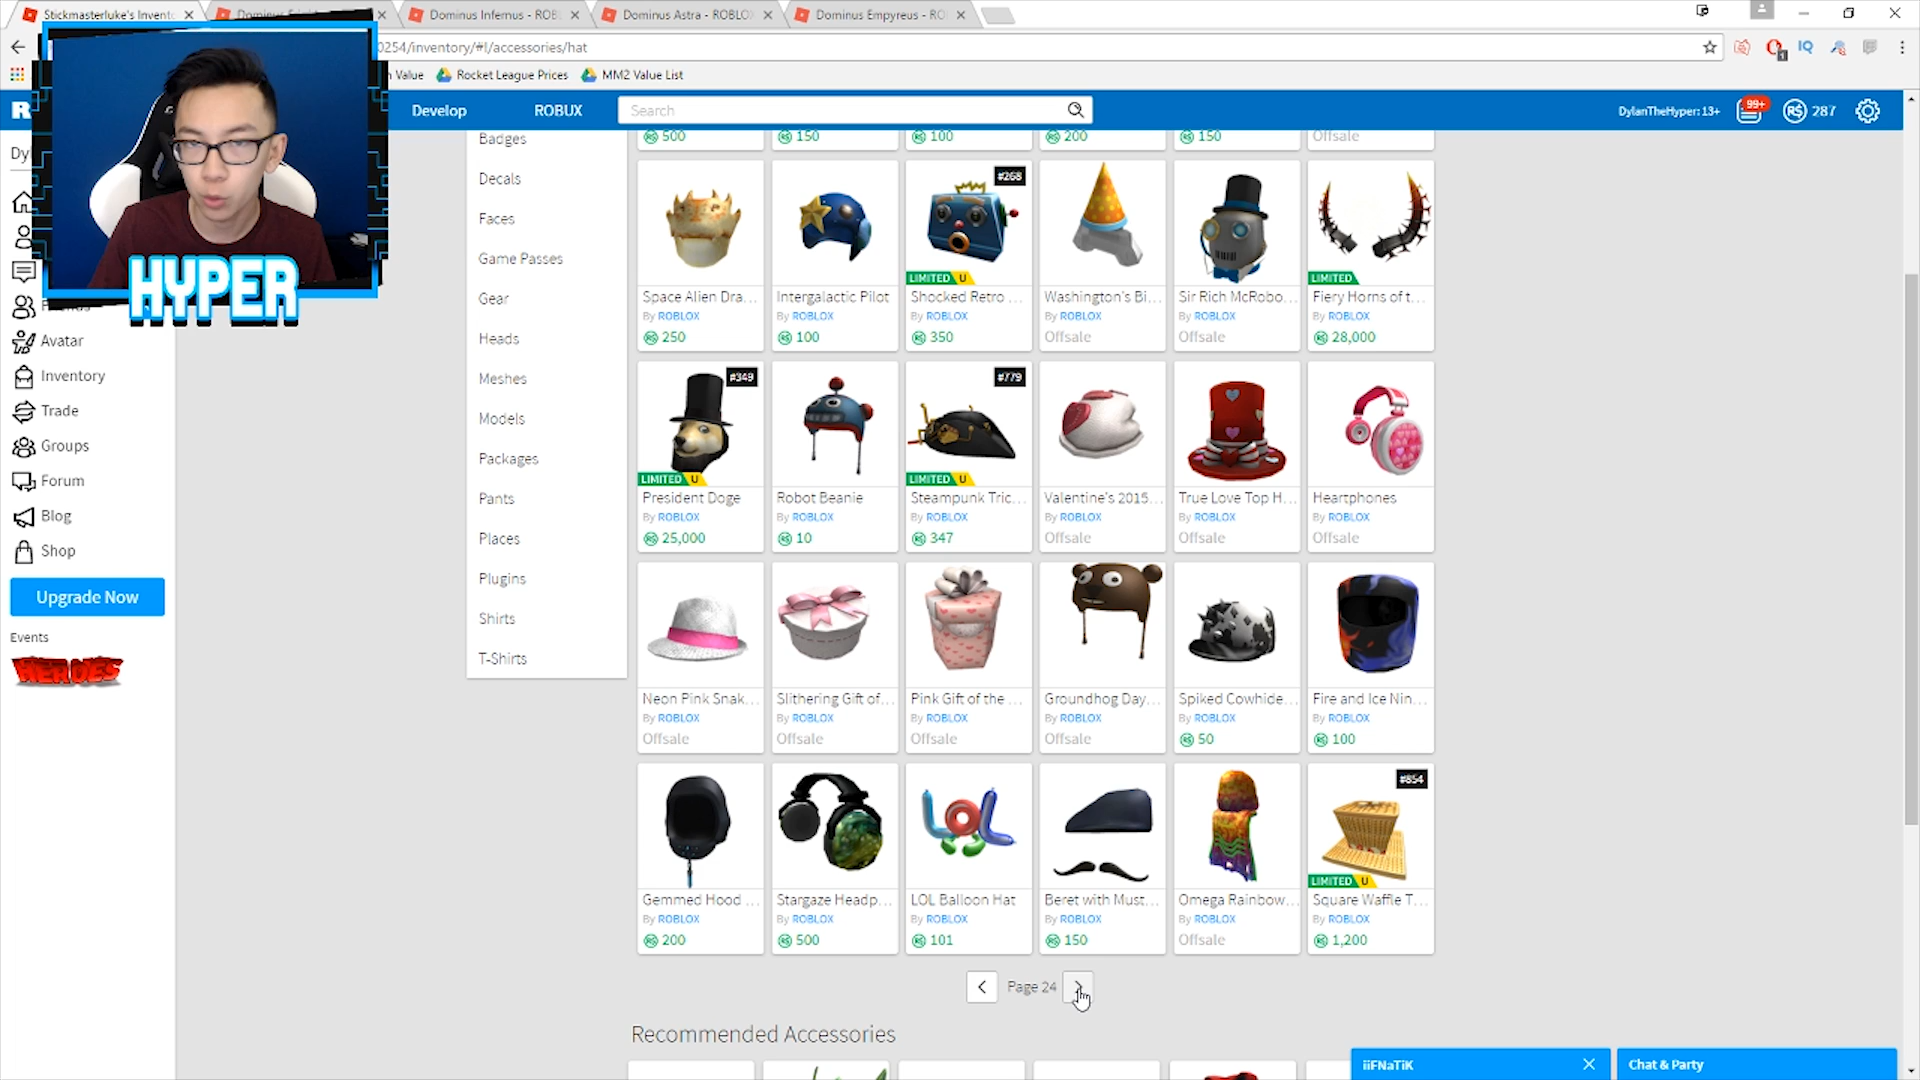 Stickmasterluke's Invent
Dominus Infernus - ROB
Dominus Astra - ROBLO
Dominus Empyreus - RO
0254/inventory/#!/accessories/hat
IQ
1
n Value
Rocket League Prices
MM2 Value List
R
Develop
ROBUX
Search
DylanTheHyper: 13+
99+
R$ 287
Dyl
HYPER
Avatar
Inventory
Trade
Groups
Forum
Blog
Shop
Upgrade Now
Events
HEROES
Badges
Decals
Faces
Game Passes
Gear
Heads
Meshes
Models
Packages
Pants
Places
Plugins
Shirts
T-Shirts
R$ 500
R$ 150
R$ 100
R$ 200
R$ 150
Offsale
Space Alien Dra...
By ROBLOX
R$ 250
Intergalactic Pilot
By ROBLOX
R$ 100
#268
LIMITED U
Shocked Retro ...
By ROBLOX
R$ 350
Washington's Bi...
By ROBLOX
Offsale
Sir Rich McRobo...
By ROBLOX
Offsale
LIMITED
Fiery Horns of t...
By ROBLOX
R$ 28,000
#349
LIMITED U
President Doge
By ROBLOX
R$ 25,000
Robot Beanie
By ROBLOX
R$ 10
#779
LIMITED U
Steampunk Tric...
By ROBLOX
R$ 347
Valentine's 2015...
By ROBLOX
Offsale
True Love Top H...
By ROBLOX
Offsale
Heartphones
By ROBLOX
Offsale
Neon Pink Snak...
By ROBLOX
Offsale
Slithering Gift of...
By ROBLOX
Offsale
Pink Gift of the ...
By ROBLOX
Offsale
Groundhog Day...
By ROBLOX
Offsale
Spiked Cowhide...
By ROBLOX
R$ 50
Fire and Ice Nin...
By ROBLOX
R$ 100
Gemmed Hood ...
By ROBLOX
R$ 200
Stargaze Headp...
By ROBLOX
R$ 500
LOL
LOL Balloon Hat
By ROBLOX
R$ 101
Beret with Must...
By ROBLOX
R$ 150
Omega Rainbow...
By ROBLOX
Offsale
#854
LIMITED U
Square Waffle T...
By ROBLOX
R$ 1,200
Page 24
Recommended Accessories
iiFNaTiK
Chat & Party